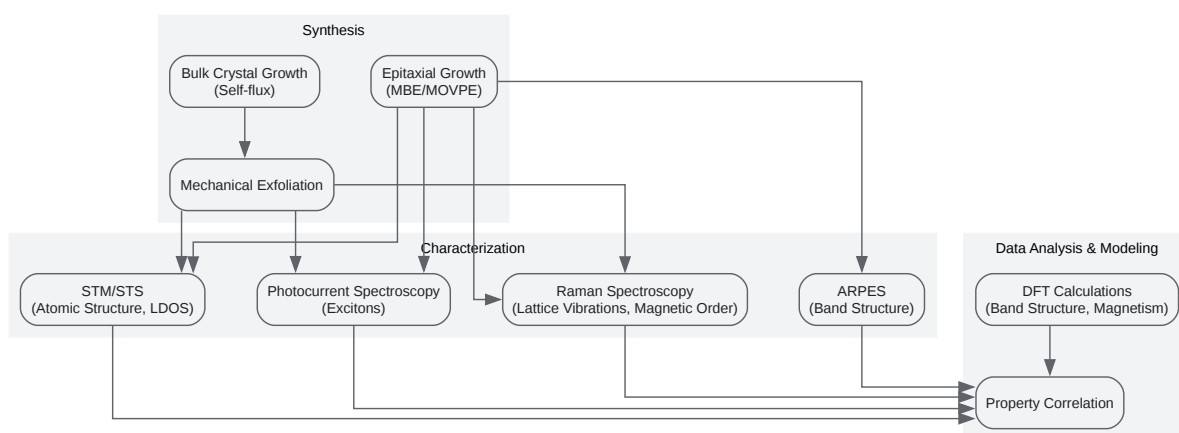 Synthesis
Bulk Crystal Growth
(Self-flux)
Epitaxial Growth
(MBE/MOVPE)
Mechanical Exfoliation
Characterization
STM/STS
(Atomic Structure, LDOS)
Photocurrent Spectroscopy
(Excitons)
Raman Spectroscopy
(Lattice Vibrations, Magnetic Order)
ARPES
(Band Structure)
Data Analysis & Modeling
DFT Calculations
(Band Structure, Magnetism)
Property Correlation